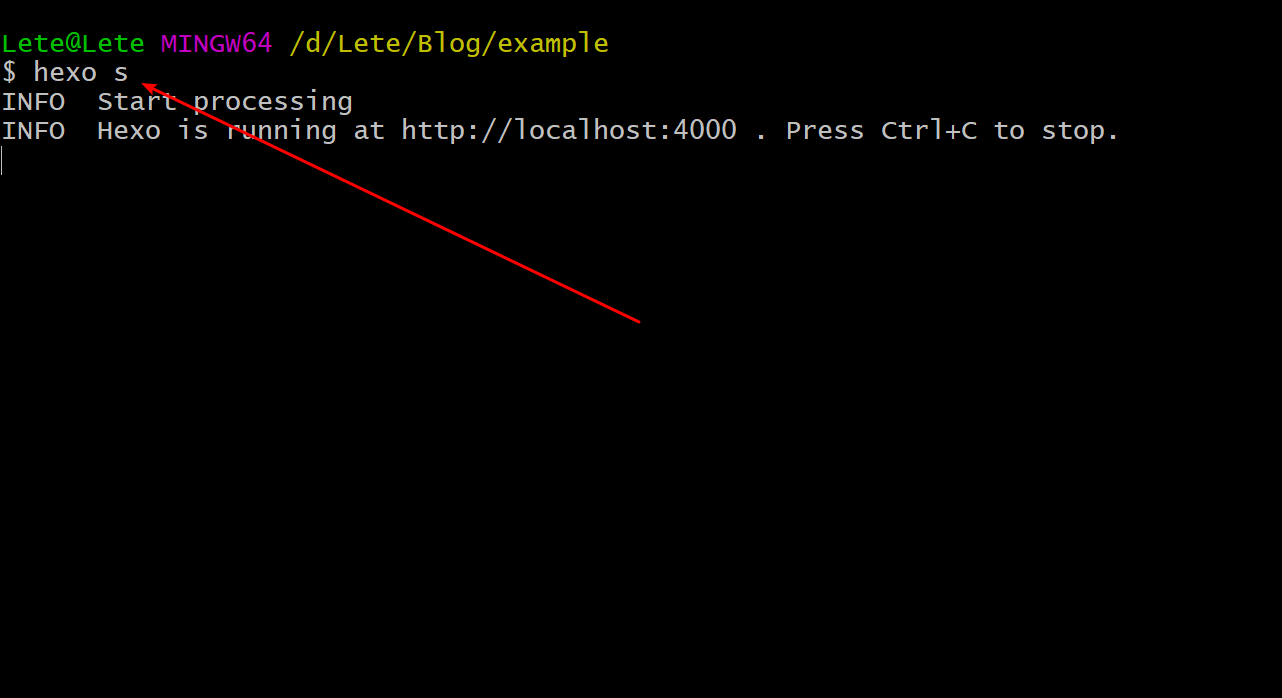 Lete@Lete MINGW64 /d/Lete/Blog/example
$ hexo s
INFO  Start processing
INFO  Hexo is running at http://localhost:4000 . Press Ctrl+C to stop.